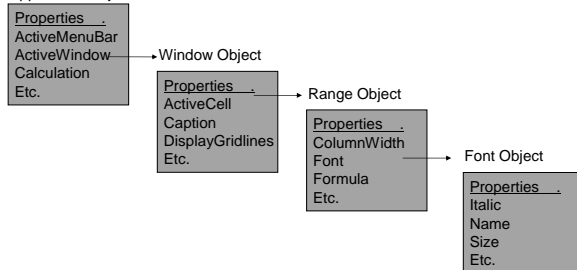 Properties .
ActiveMenuBar
ActiveWindow
Calculation
Etc.
Window Object
Properties .
ActiveCell
Caption
DisplayGridlines
Etc.
Range Object
Properties .
ColumnWidth
Font
Formula
Etc.
Font Object
Properties .
Italic
Name
Size
Etc.